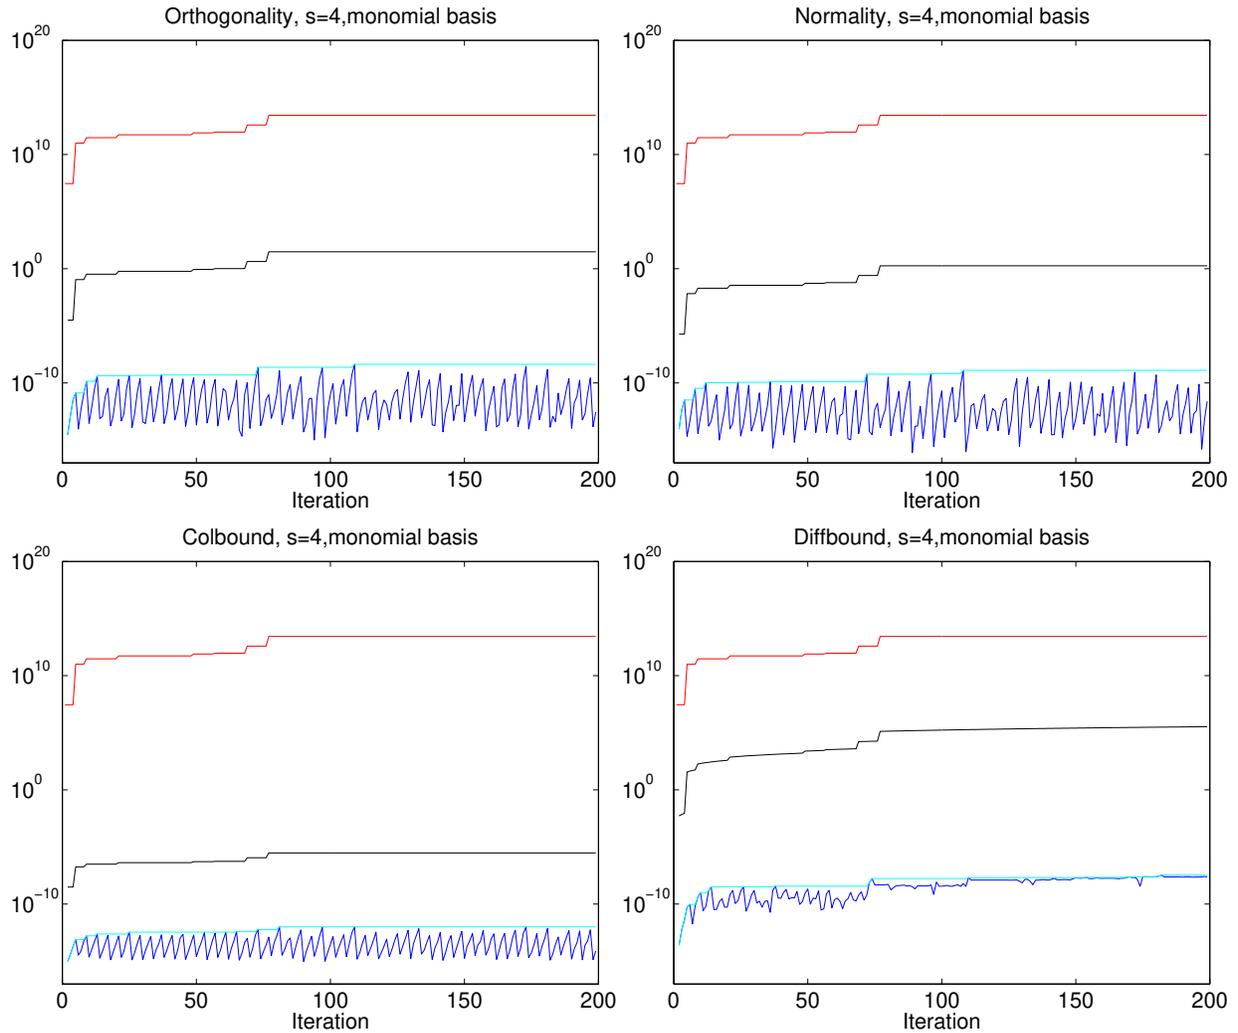 Orthogonality, s=4,monomial basis
10^20
10^10
10^0
10^−10
0 50 100 150 200
Iteration
Normality, s=4,monomial basis
10^20
10^10
10^0
10^−10
0 50 100 150 200
Iteration
Colbound, s=4,monomial basis
10^20
10^10
10^0
10^−10
0 50 100 150 200
Iteration
Diffbound, s=4,monomial basis
10^20
10^10
10^0
10^−10
0 50 100 150 200
Iteration